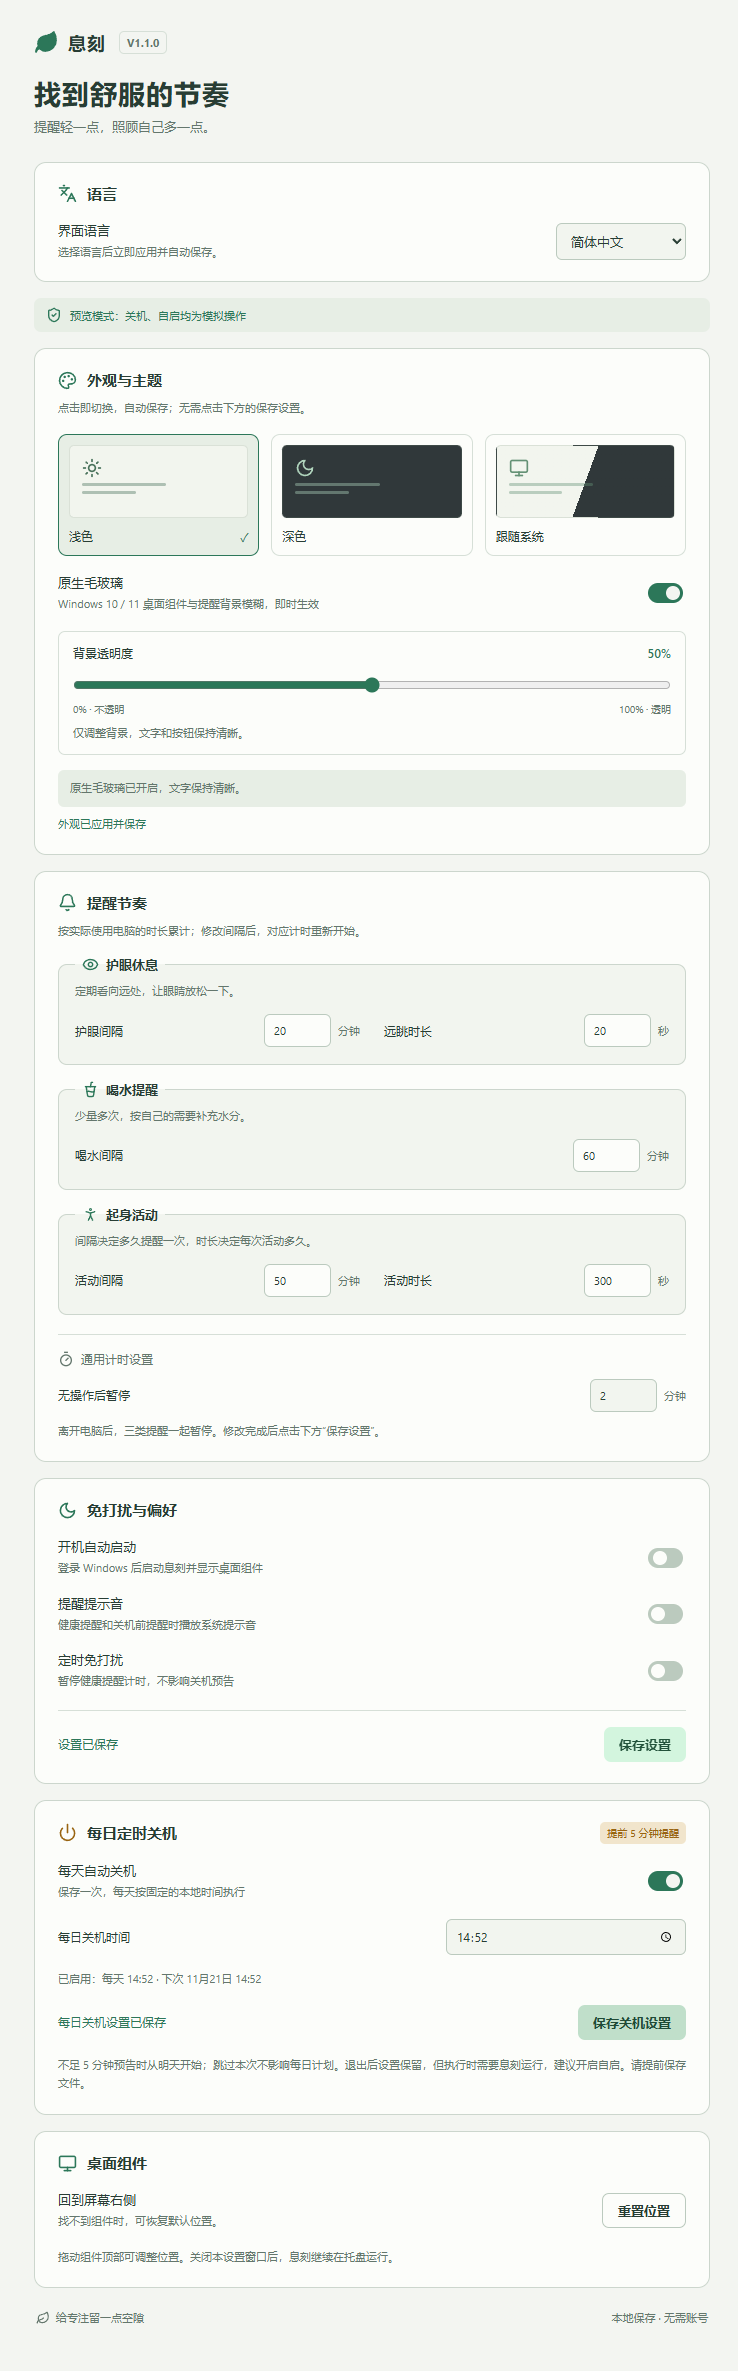 息刻 V1.1.0
找到舒服的节奏
提醒轻一点，照顾自己多一点。
语言
界面语言
选择语言后立即应用并自动保存。
简体中文
预览模式：关机、自启均为模拟操作
外观与主题
点击即切换，自动保存；无需点击下方的保存设置。
浅色 ✓
深色
跟随系统
原生毛玻璃
Windows 10 / 11 桌面组件与提醒背景模糊，即时生效
背景透明度 50%
0% · 不透明 100% · 透明
仅调整背景，文字和按钮保持清晰。
原生毛玻璃已开启，文字保持清晰。
外观已应用并保存
提醒节奏
按实际使用电脑的时长累计；修改间隔后，对应计时重新开始。
护眼休息
定期看向远处，让眼睛放松一下。
护眼间隔 20 分钟 远眺时长 20 秒
喝水提醒
少量多次，按自己的需要补充水分。
喝水间隔 60 分钟
起身活动
间隔决定多久提醒一次，时长决定每次活动多久。
活动间隔 50 分钟 活动时长 300 秒
通用计时设置
无操作后暂停 2 分钟
离开电脑后，三类提醒一起暂停。修改完成后点击下方“保存设置”。
免打扰与偏好
开机自动启动
登录 Windows 后启动息刻并显示桌面组件
提醒提示音
健康提醒和关机前提醒时播放系统提示音
定时免打扰
暂停健康提醒计时，不影响关机预告
设置已保存 保存设置
每日定时关机 提前 5 分钟提醒
每天自动关机
保存一次，每天按固定的本地时间执行
每日关机时间 14:52
已启用：每天 14:52 · 下次 11月21日 14:52
每日关机设置已保存 保存关机设置
不足 5 分钟预告时从明天开始；跳过本次不影响每日计划。退出后设置保留，但执行时需要息刻运行，建议开启自启。请提前保存
文件。
桌面组件
回到屏幕右侧
找不到组件时，可恢复默认位置。
重置位置
拖动组件顶部可调整位置。关闭本设置窗口后，息刻继续在托盘运行。
给专注留一点空隙 本地保存 · 无需账号